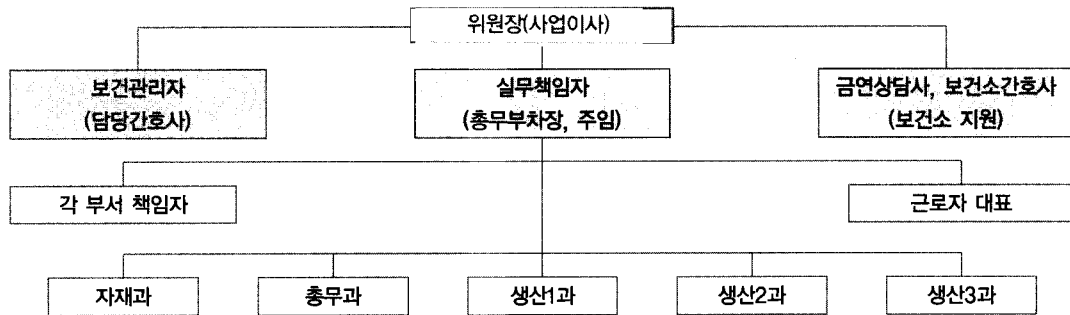 위원장(사업이사)
보건관리자
(담당간호사)
실무책임자
(총무부차장, 주임)
금연상담사, 보건소간호사
(보건소 지원)
각 부서 책임자
근로자 대표
자재과
총무과
생산1과
생산2과
생산3과